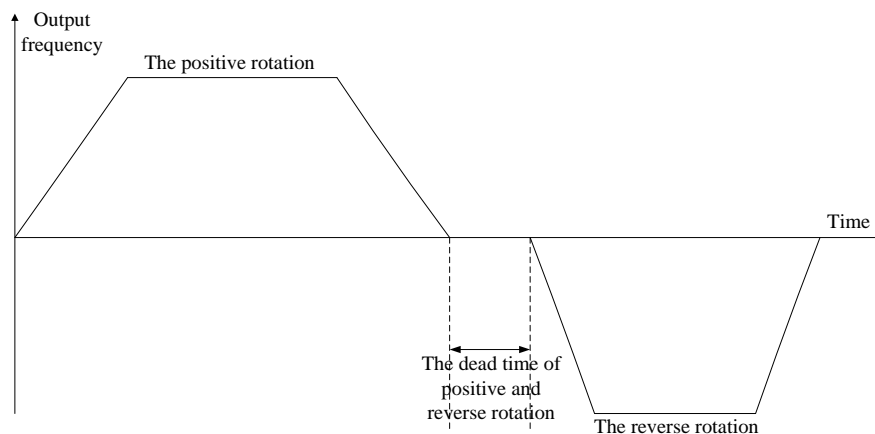 Output
frequency
The positive rotation
Time
The dead time of
positive and
reverse rotation
The reverse rotation